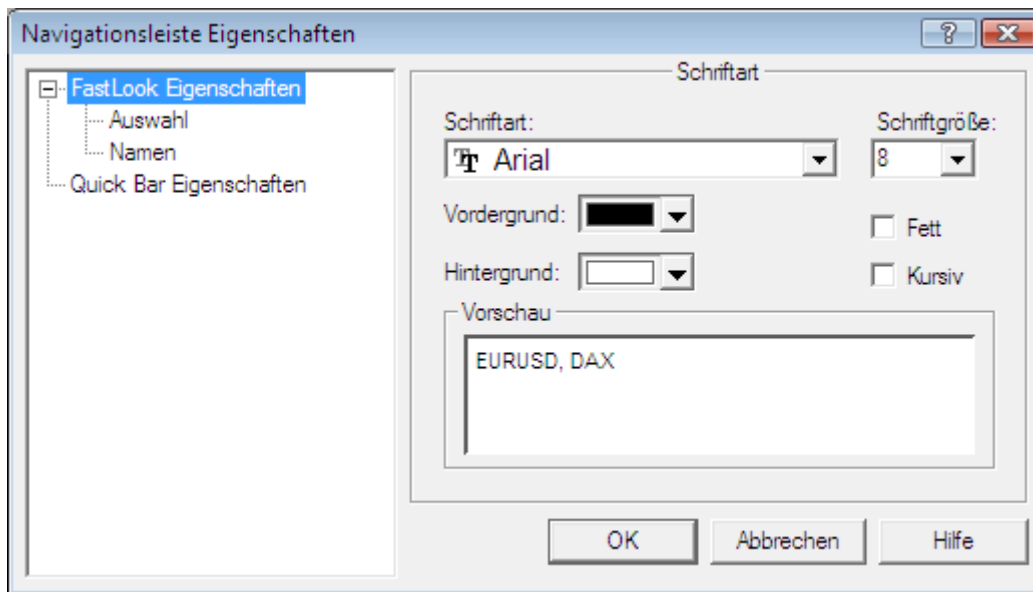 Navigationsleiste Eigenschaften
FastLook Eigenschaften
Auswahl
Namen
Quick Bar Eigenschaften
Schriftart
Schriftart: Schriftgröße:
Arial 8
Vordergrund:
Fett
Hintergrund:
Kursiv
Vorschau
EURUSD, DAX
OK Abbrechen Hilfe